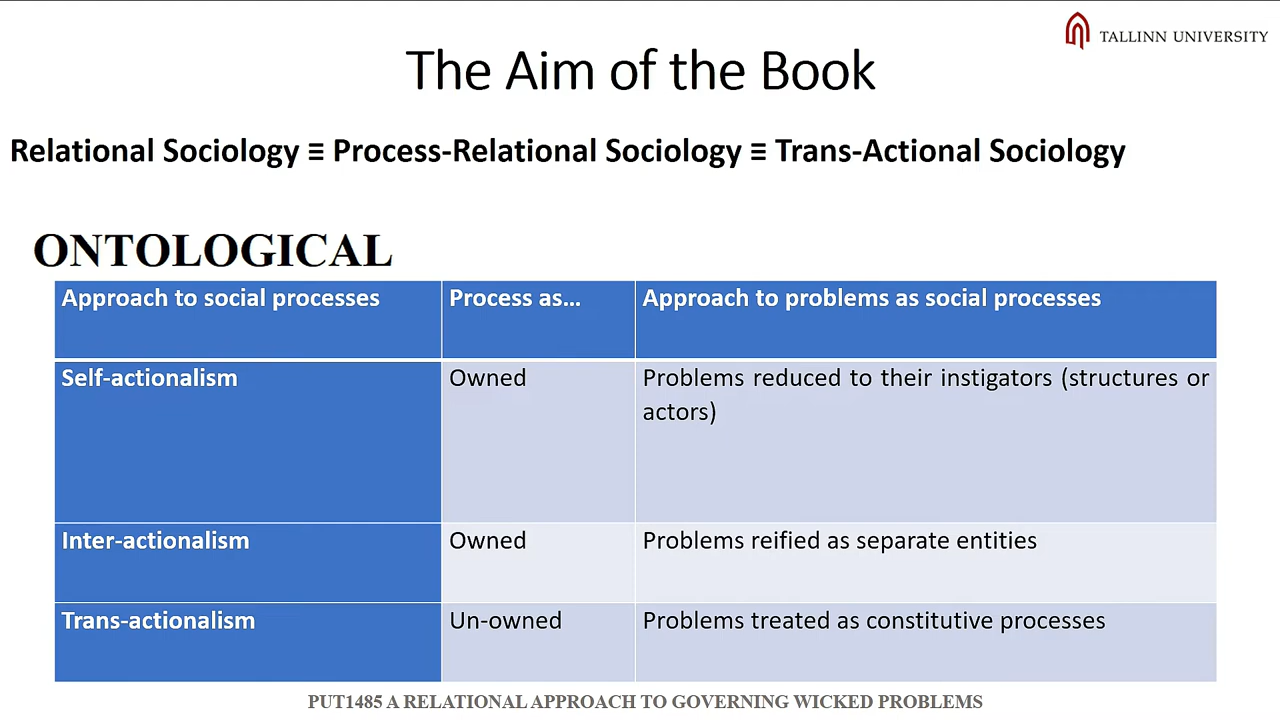 TALLINN UNIVERSITY
The Aim of the Book
Relational Sociology ≡ Process-Relational Sociology ≡ Trans-Actional Sociology
ONTOLOGICAL
Approach to social processes Process as… Approach to problems as social processes
Self-actionalism Owned Problems reduced to their instigators (structures or
actors)
Inter-actionalism Owned Problems reified as separate entities
Trans-actionalism Un-owned Problems treated as constitutive processes
PUT1485 A RELATIONAL APPROACH TO GOVERNING WICKED PROBLEMS